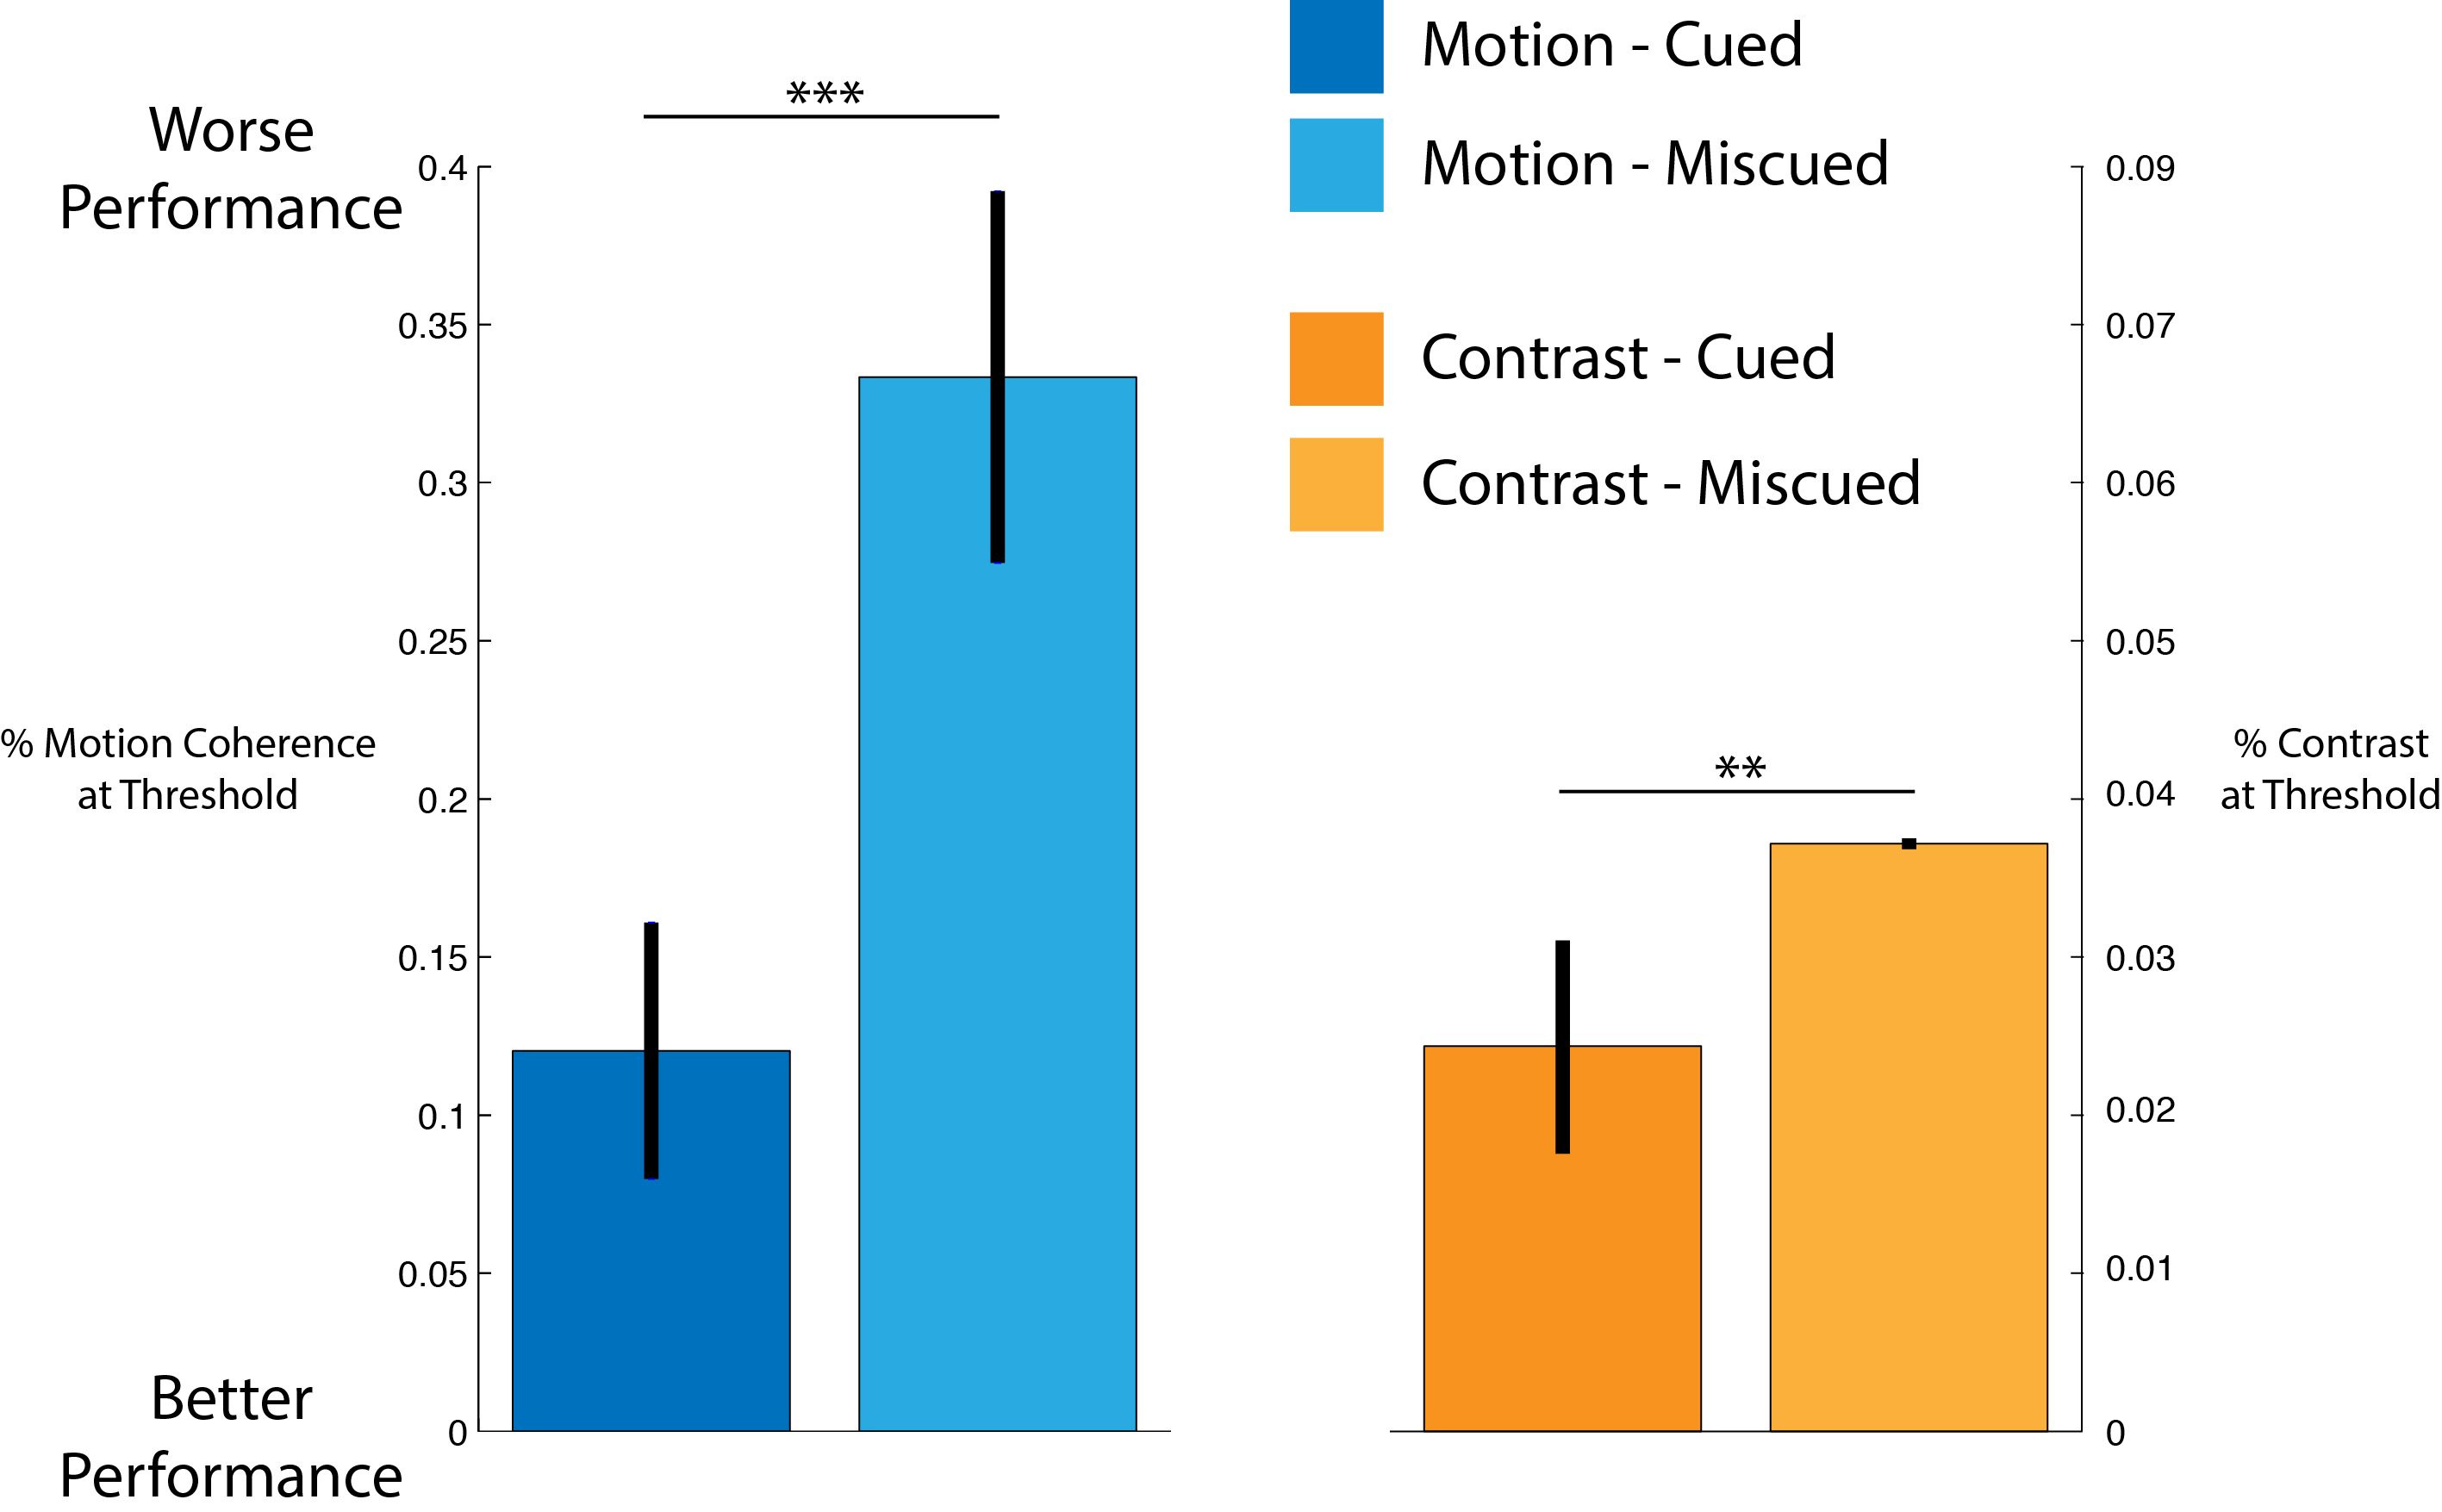 Motion - Cued
Motion - Miscued
Contrast - Cued
Contrast - Miscued
***
Worse
Performance
0.4
0.35
0.3
0.25
0.2
0.15
0.1
0.05
0
% Motion Coherence
at Threshold
Better
Performance
**
0.09
0.07
0.06
0.05
0.04
0.03
0.02
0.01
0
% Contrast
at Threshold